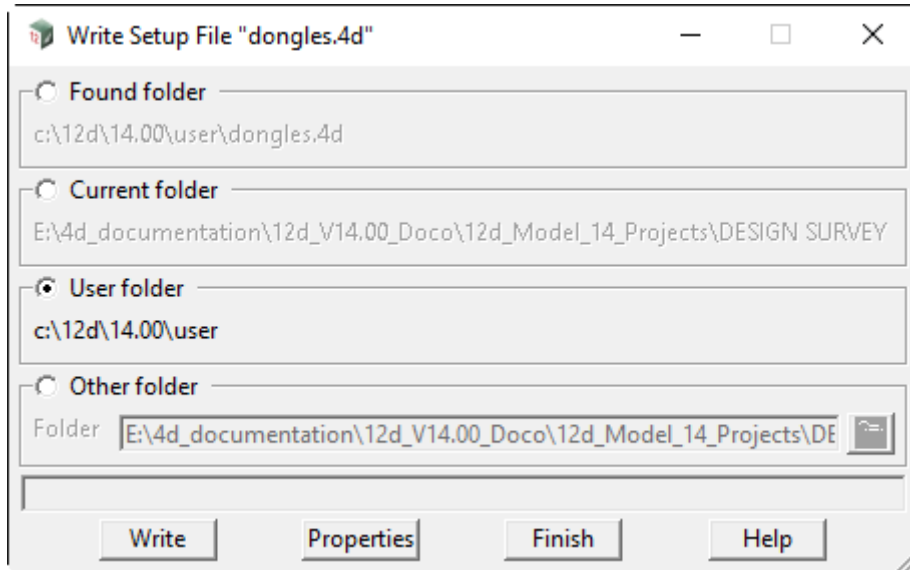 Write Setup File "dongles.4d"
Found folder
c:\12d\14.00\user\dongles.4d
Current folder
E:\4d_documentation\12d_V14.00_Doco\12d_Model_14_Projects\DESIGN SURVEY
User folder
c:\12d\14.00\user
Other folder
Folder E:\4d_documentation\12d_V14.00_Doco\12d_Model_14_Projects\DE
Write Properties Finish Help